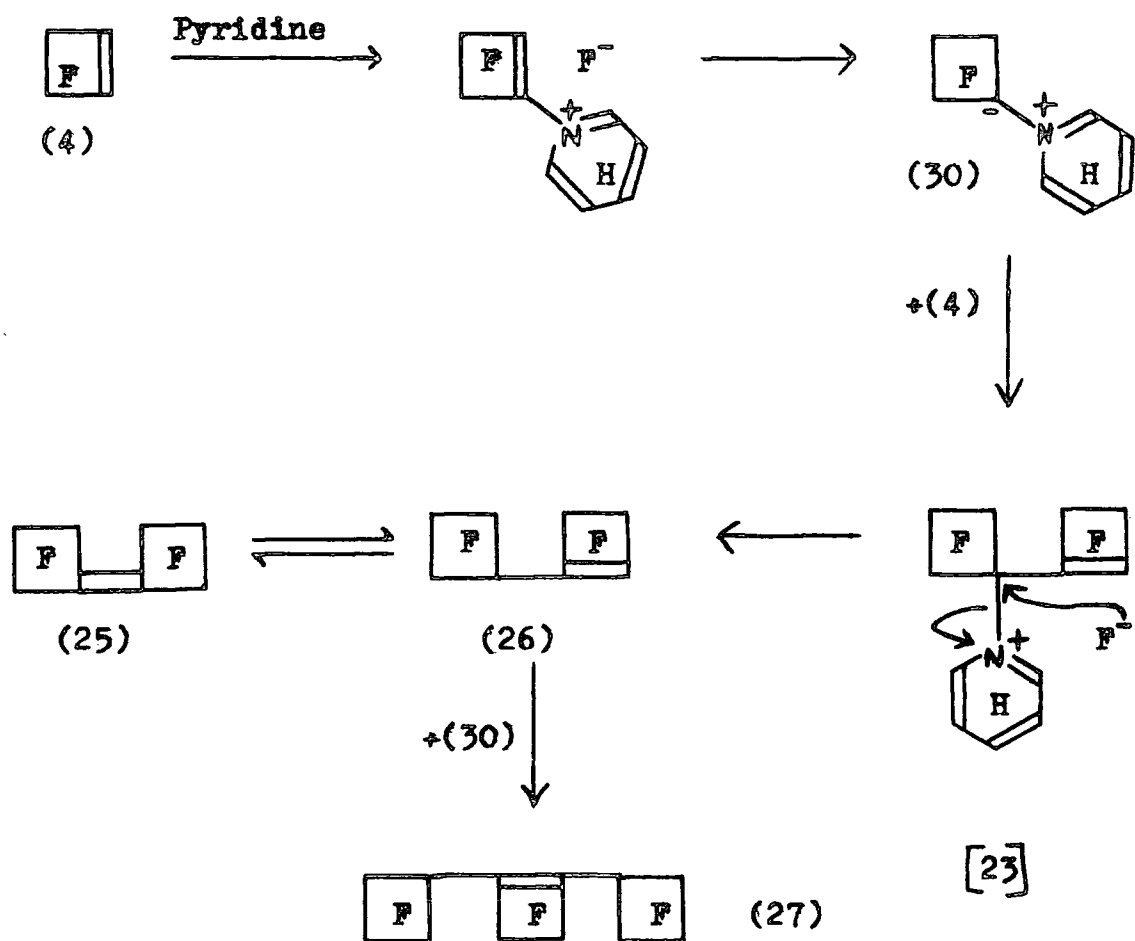 Pyridine
F
(4)
F F⁻
+
N
H
F
-
+
N
H
(30)
+(4)
F F
(25)
F F
(26)
F F
+
N
H
F⁻
+(30)
F F F
(27)
[23]